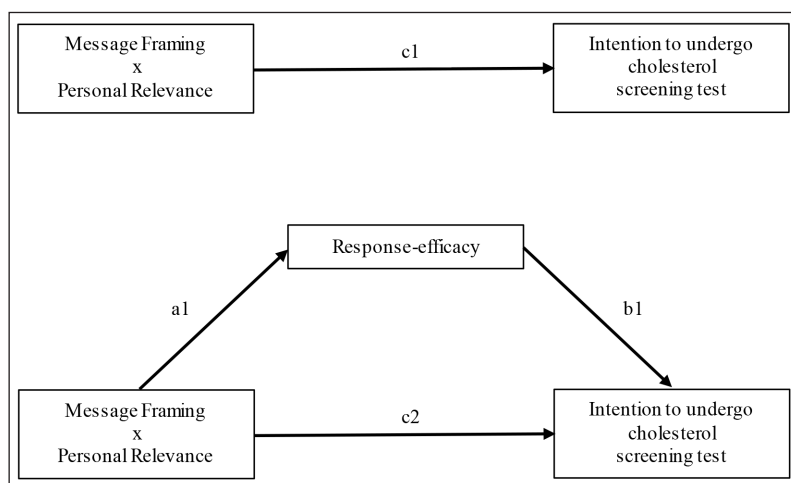 Message Framing
x
Personal Relevance
c1
Intention to undergo
cholesterol
screening test
Response-efficacy
a1
b1
Message Framing
x
Personal Relevance
c2
Intention to undergo
cholesterol
screening test